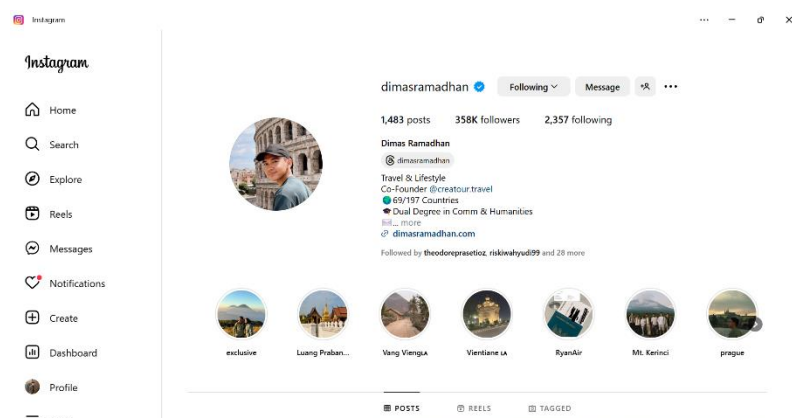 Instagram
Instagram
Home
Search
Explore
Reels
Messages
Notifications
Create
Dashboard
Profile
dimasramadhan Following Message
1,483 posts 358K followers 2,357 following
Dimas Ramadhan
dimasramadhan
Travel & Lifestyle
Co-Founder @creatour.travel
69/197 Countries
Dual Degree in Comm & Humanities
... more
dimasramadhan.com
Followed by theodoreprasetioz, riskiwahyudi99 and 28 more
exclusive Luang Praban... Vang Viengʟᴀ Vientiane ʟᴀ RyanAir Mt. Kerinci prague
POSTS REELS TAGGED